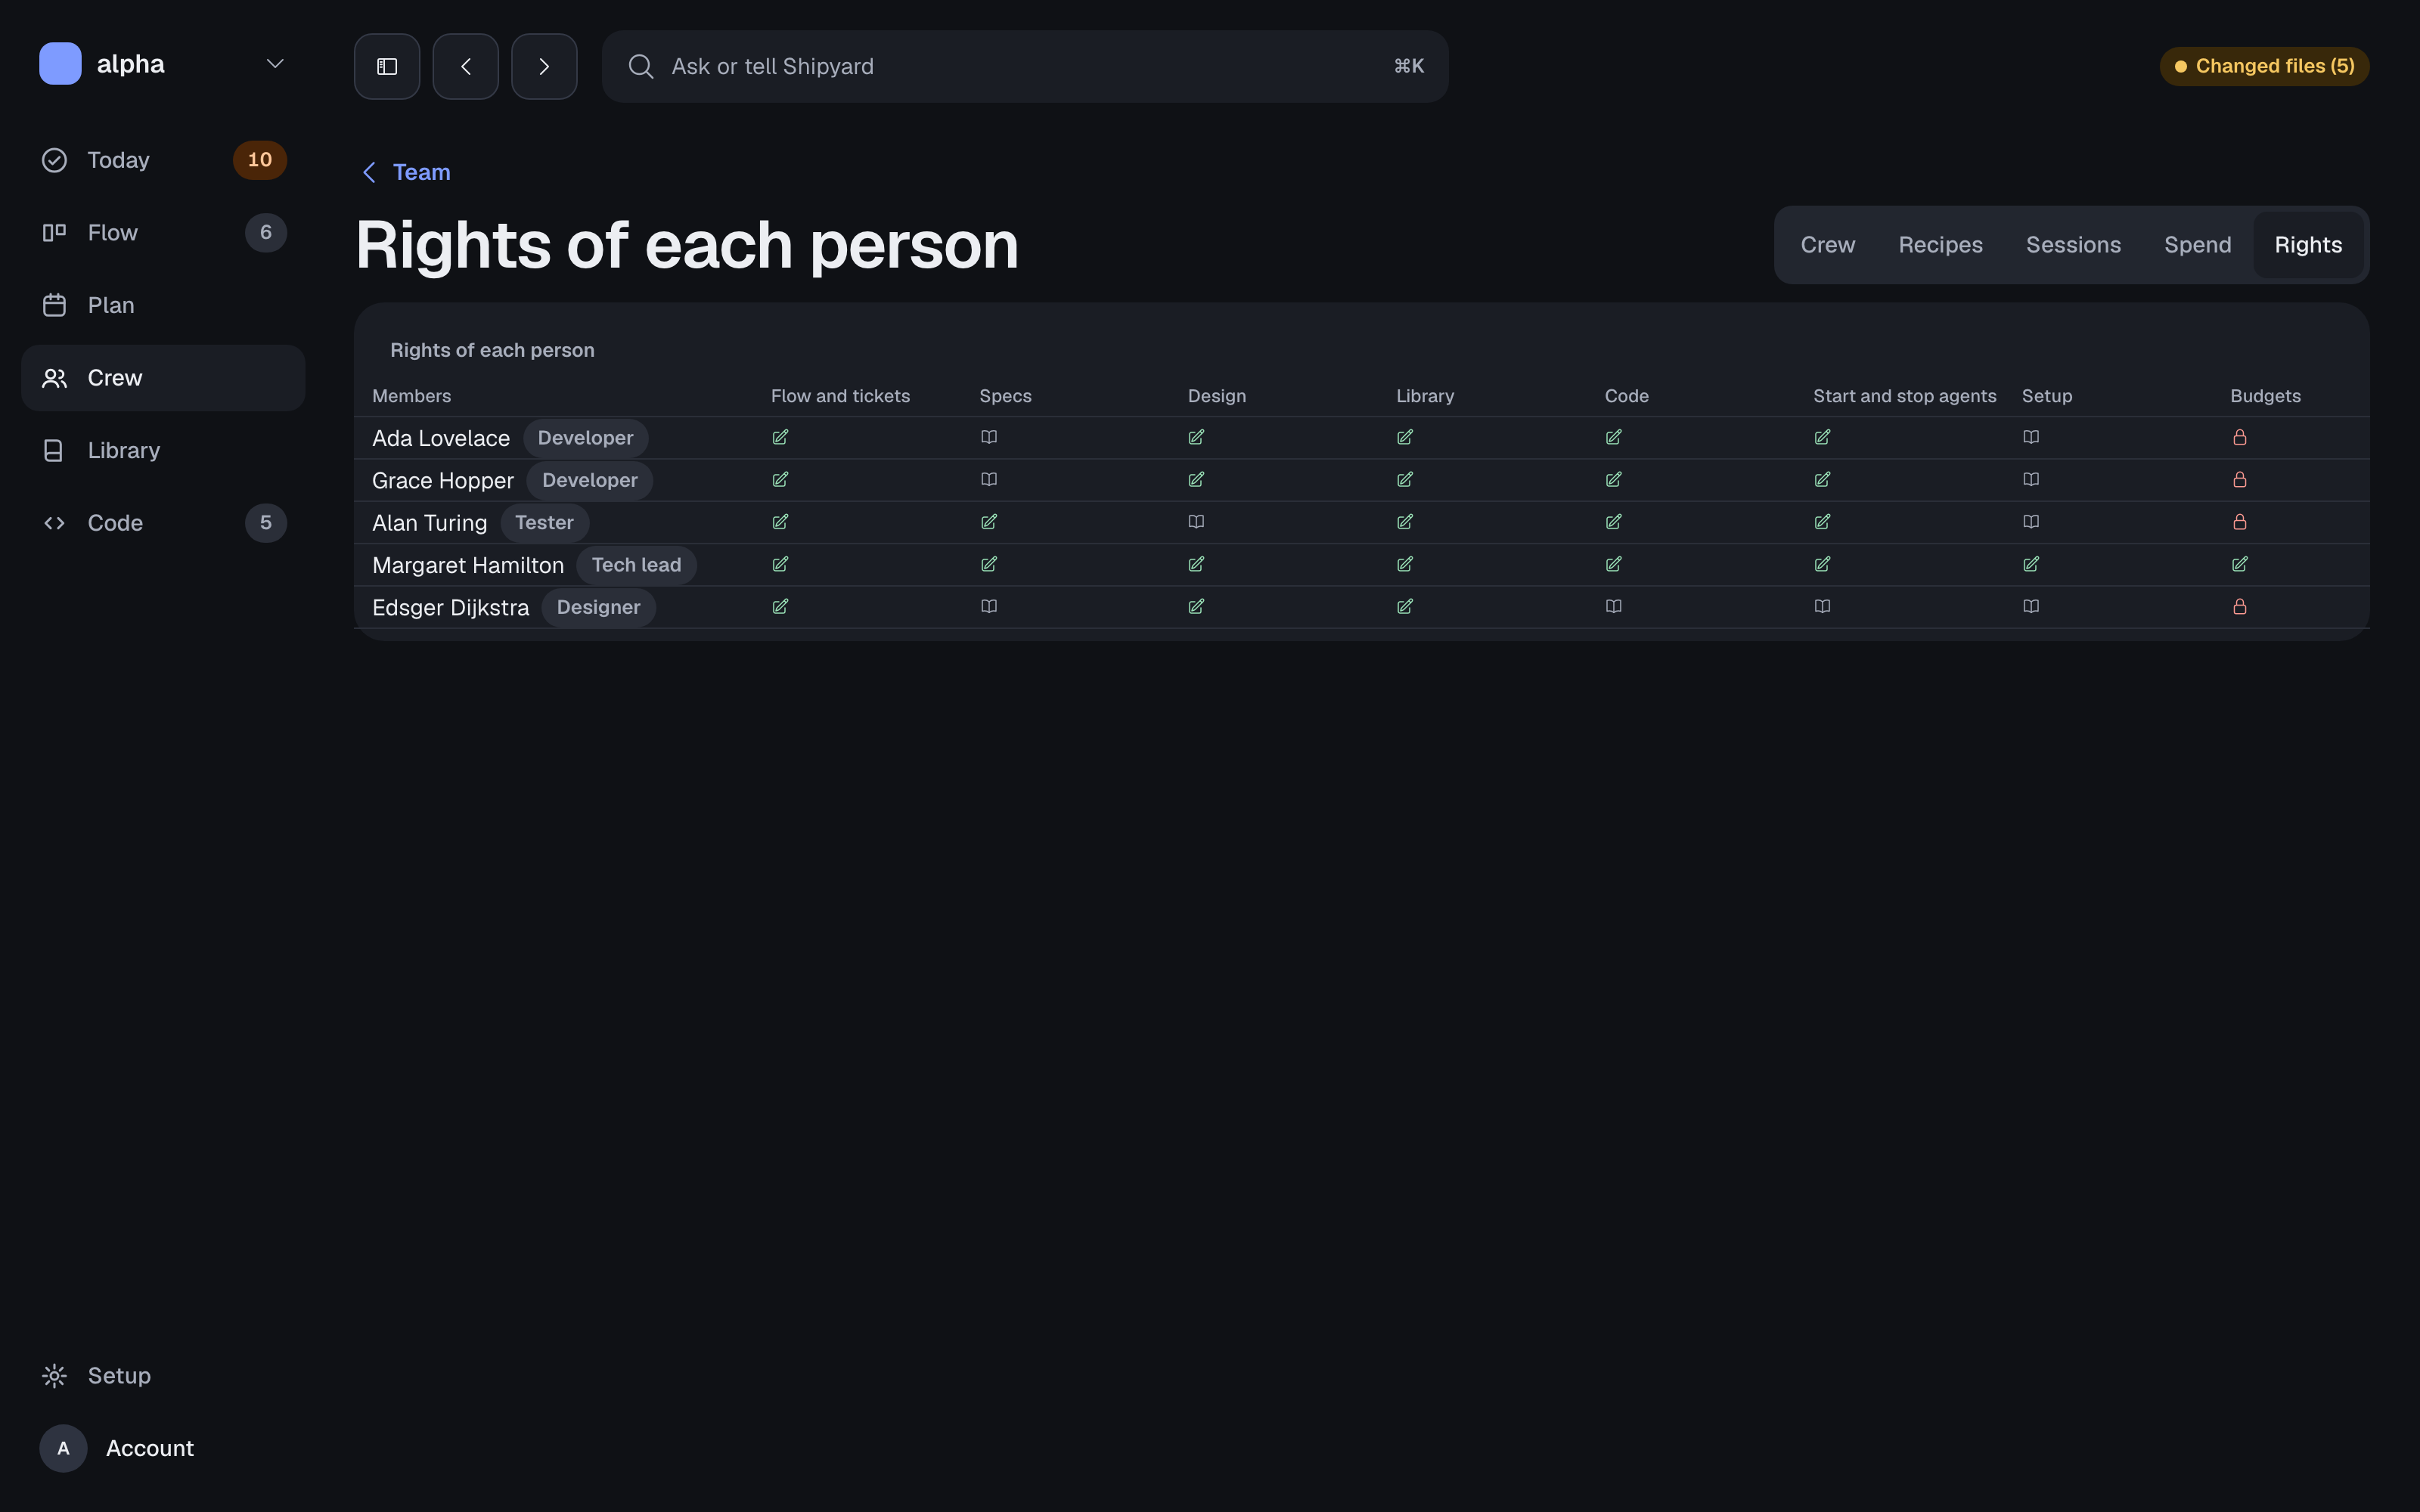 alpha
Ask or tell Shipyard ⌘K
Changed files (5)
Today 10
Flow 6
Plan
Crew
Library
Code 5
Setup
A Account
Team
Rights of each person
Crew Recipes Sessions Spend Rights
Rights of each person
Members Flow and tickets Specs Design Library Code Start and stop agents Setup Budgets
Ada Lovelace Developer
Grace Hopper Developer
Alan Turing Tester
Margaret Hamilton Tech lead
Edsger Dijkstra Designer